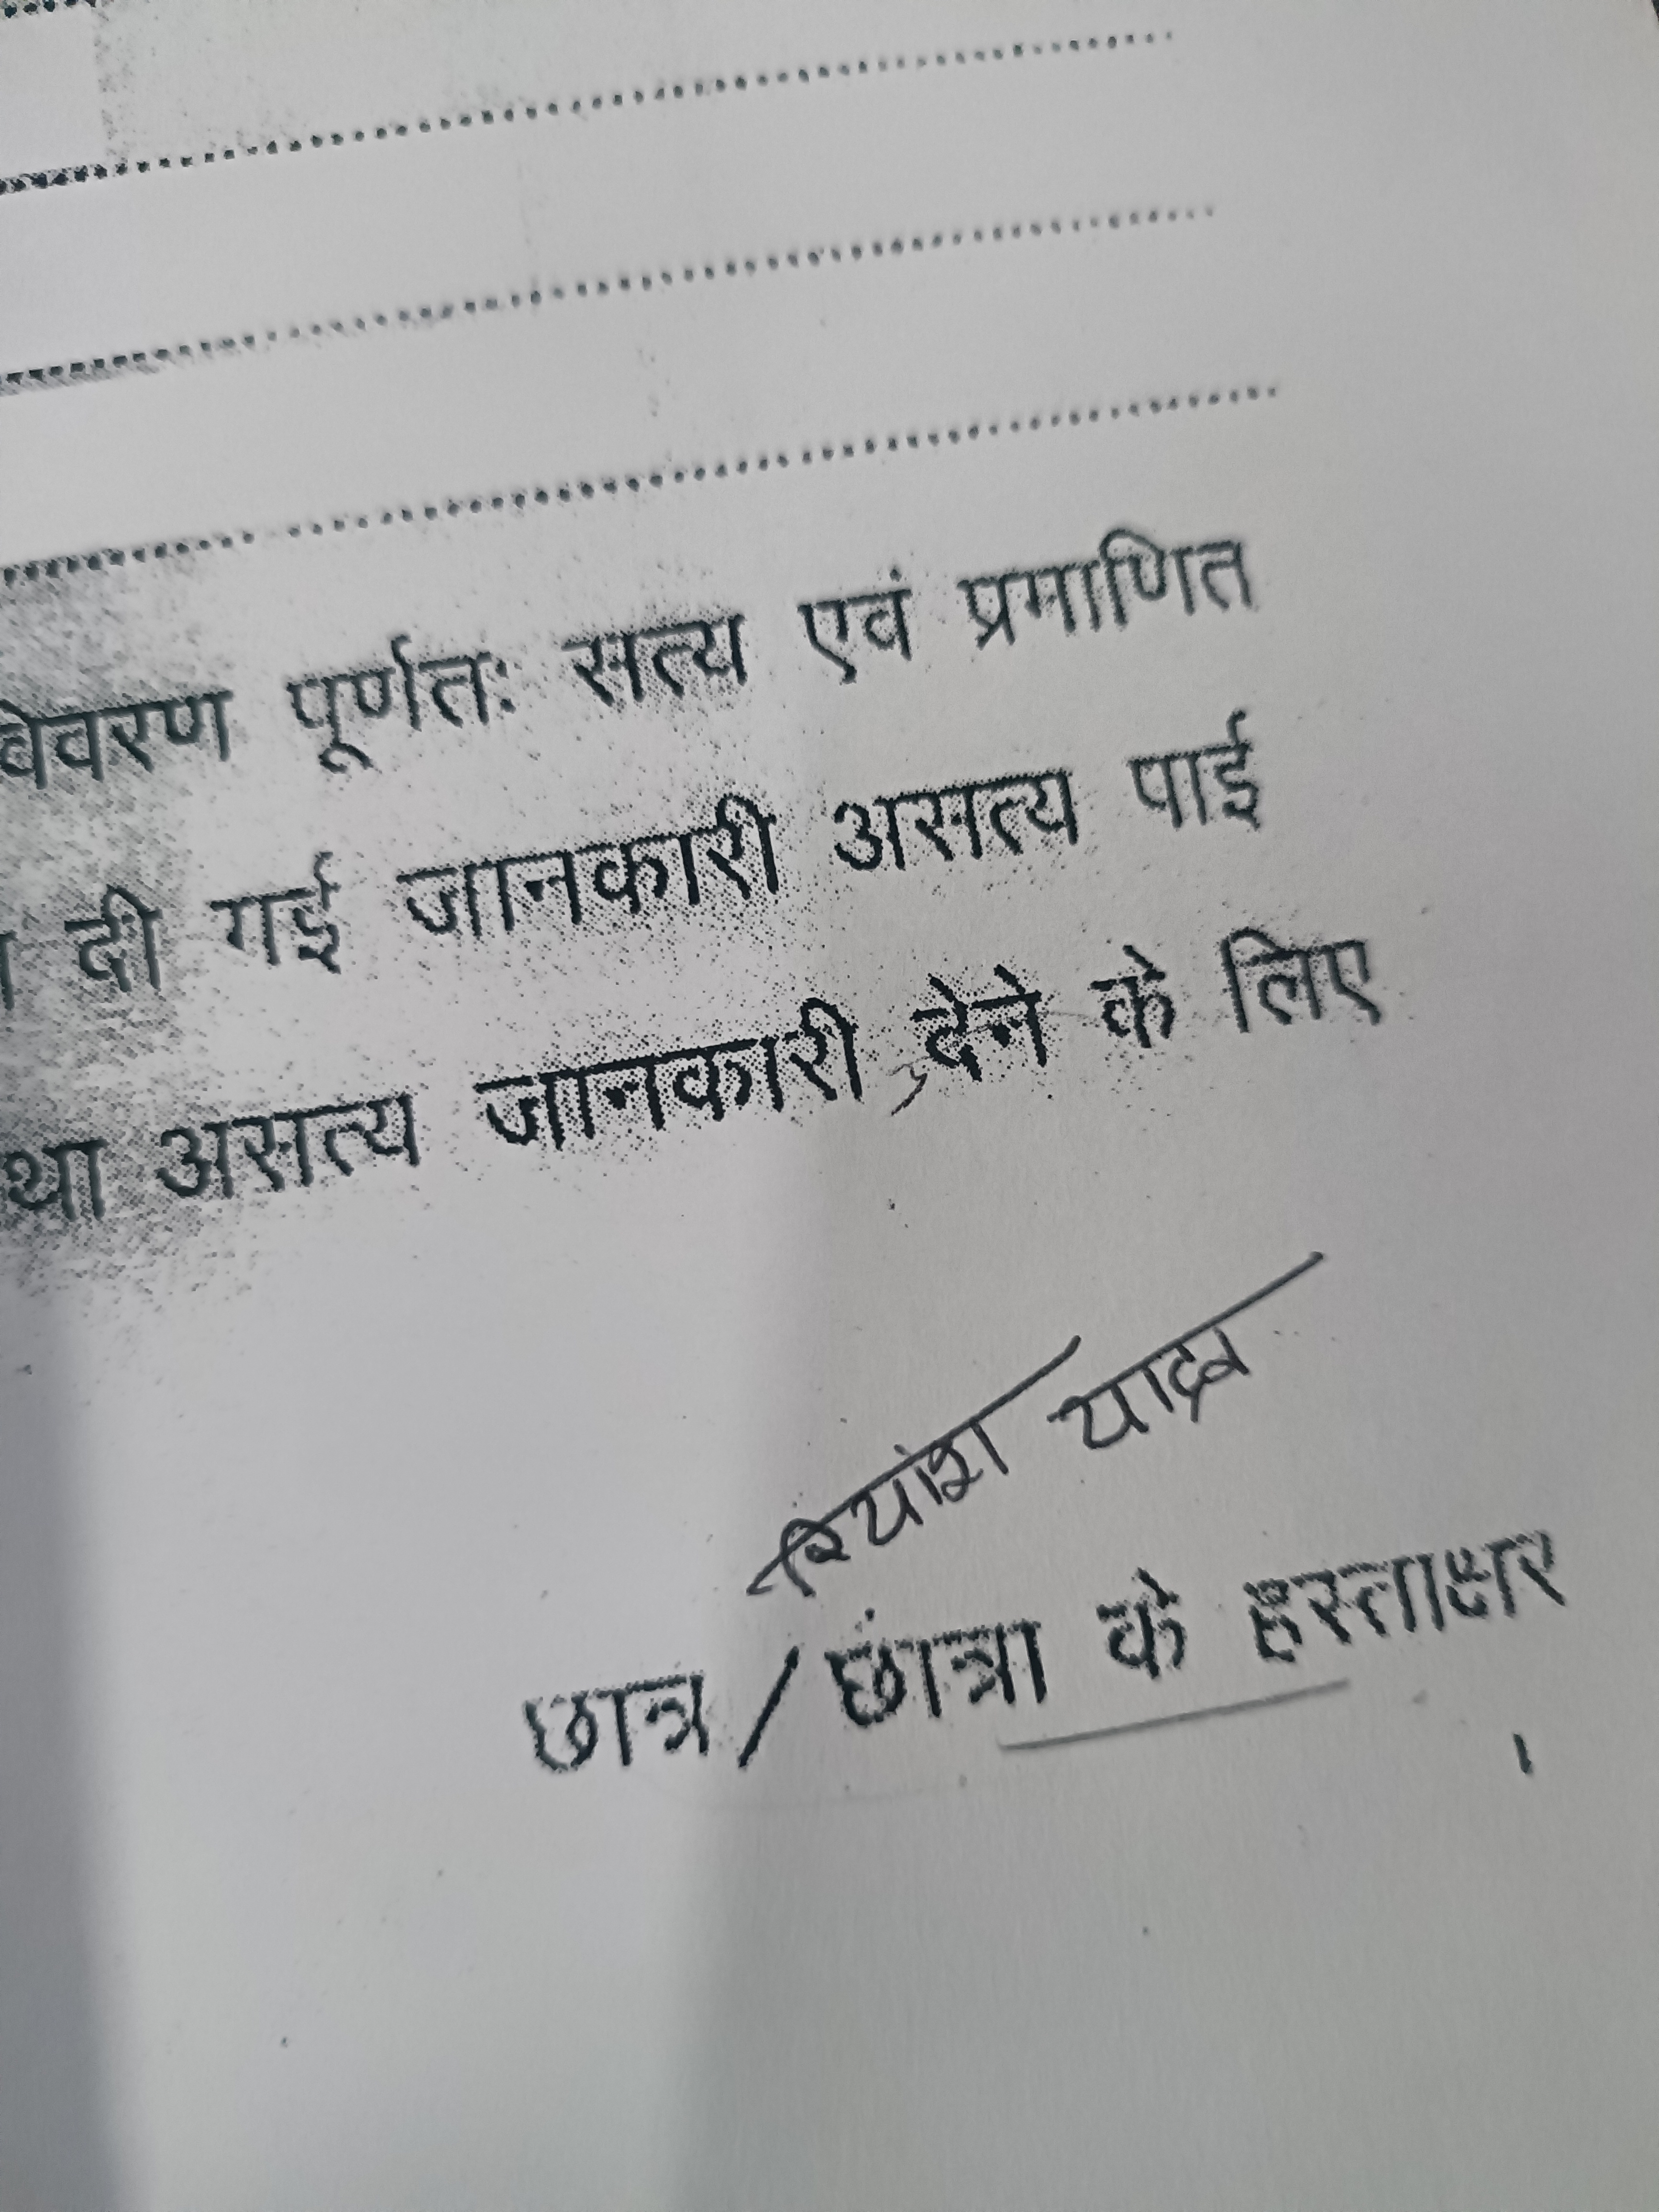 विवरण पूर्णतः सत्य एवं प्रमाणित
दी गई जानकारी असत्य पाई
था असत्य जानकारी देने के लिए
रियांश यादव
छात्र / छांत्रा के हस्ताक्षर